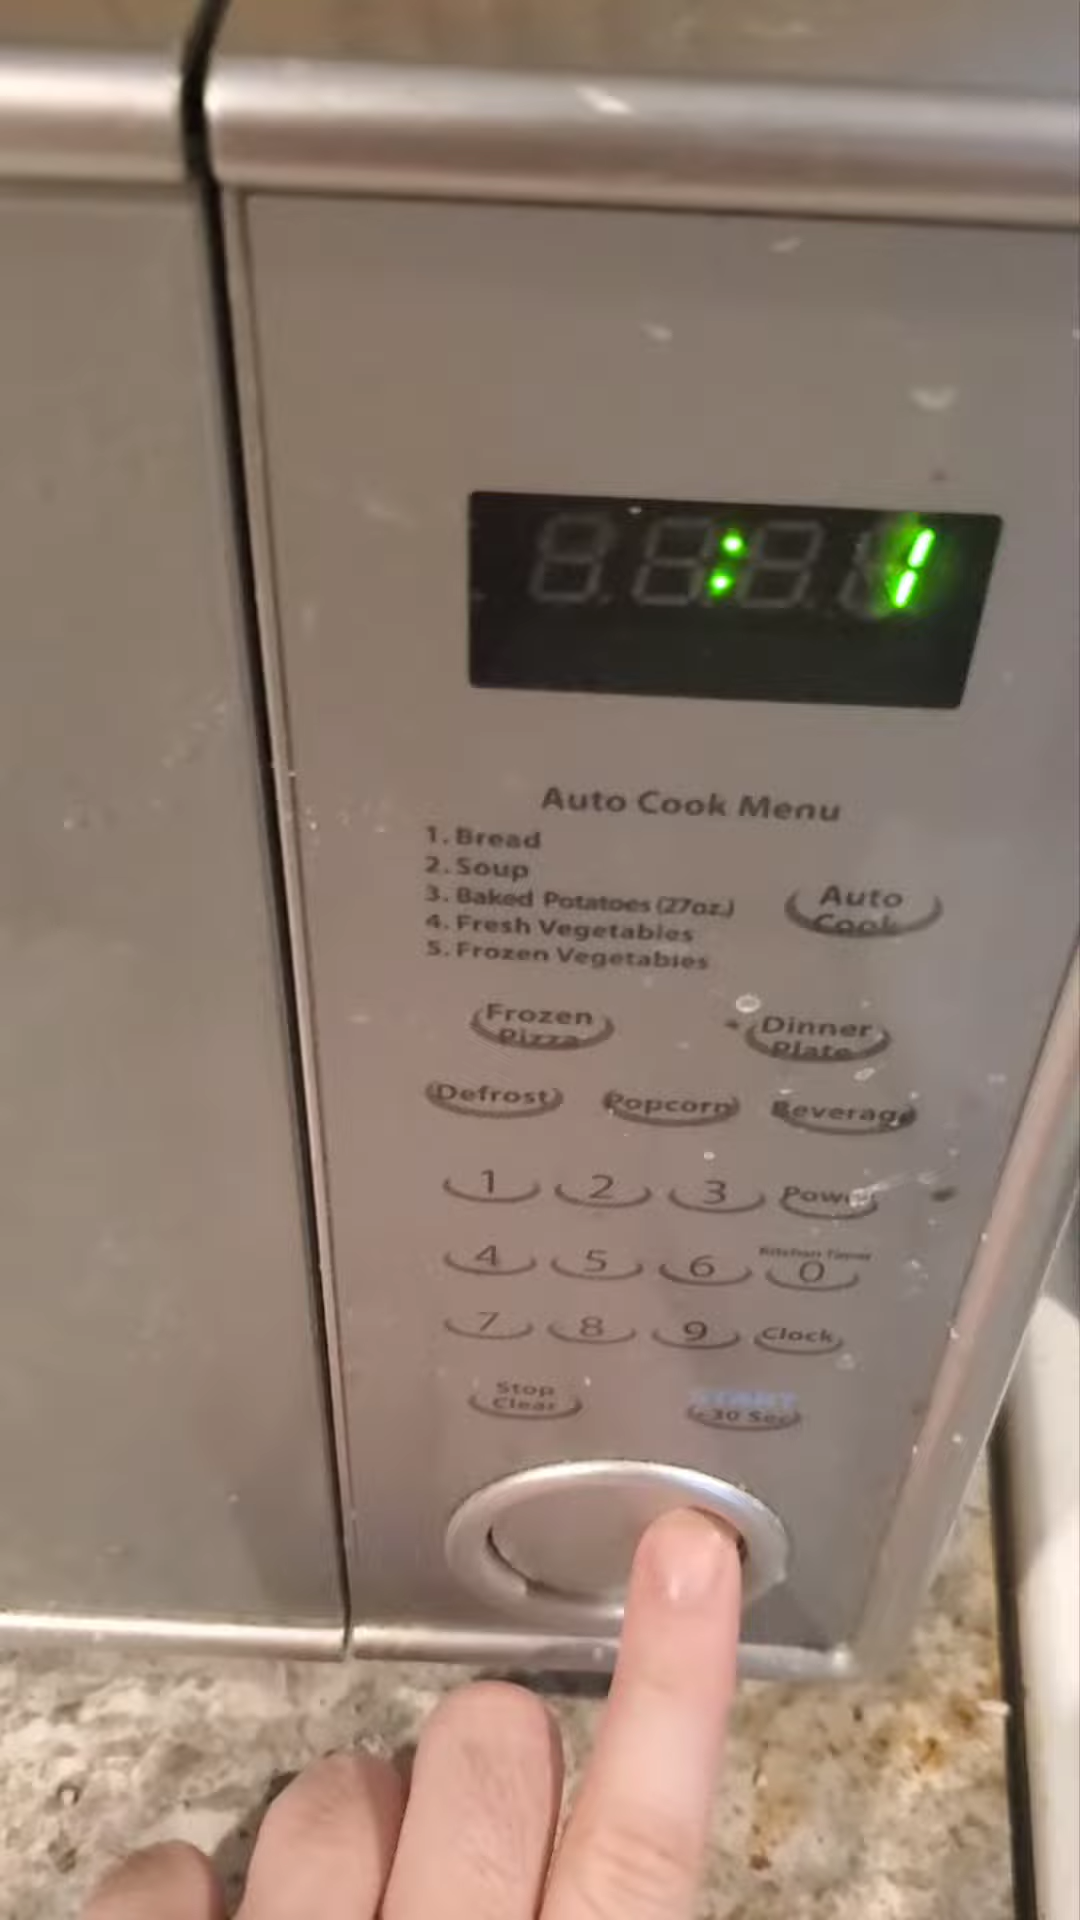 : 1
Auto Cook Menu
1. Bread
2. Soup
3. Baked Potatoes (27oz.)
4. Fresh Vegetables
5. Frozen Vegetables
Auto
Cook
Frozen
Pizza
Dinner
Plate
Defrost
Popcorn
Beverage
1
2
3
Power
4
5
6
Kitchen Timer
0
7
8
9
Clock
Stop
Clear
START
+30 Sec